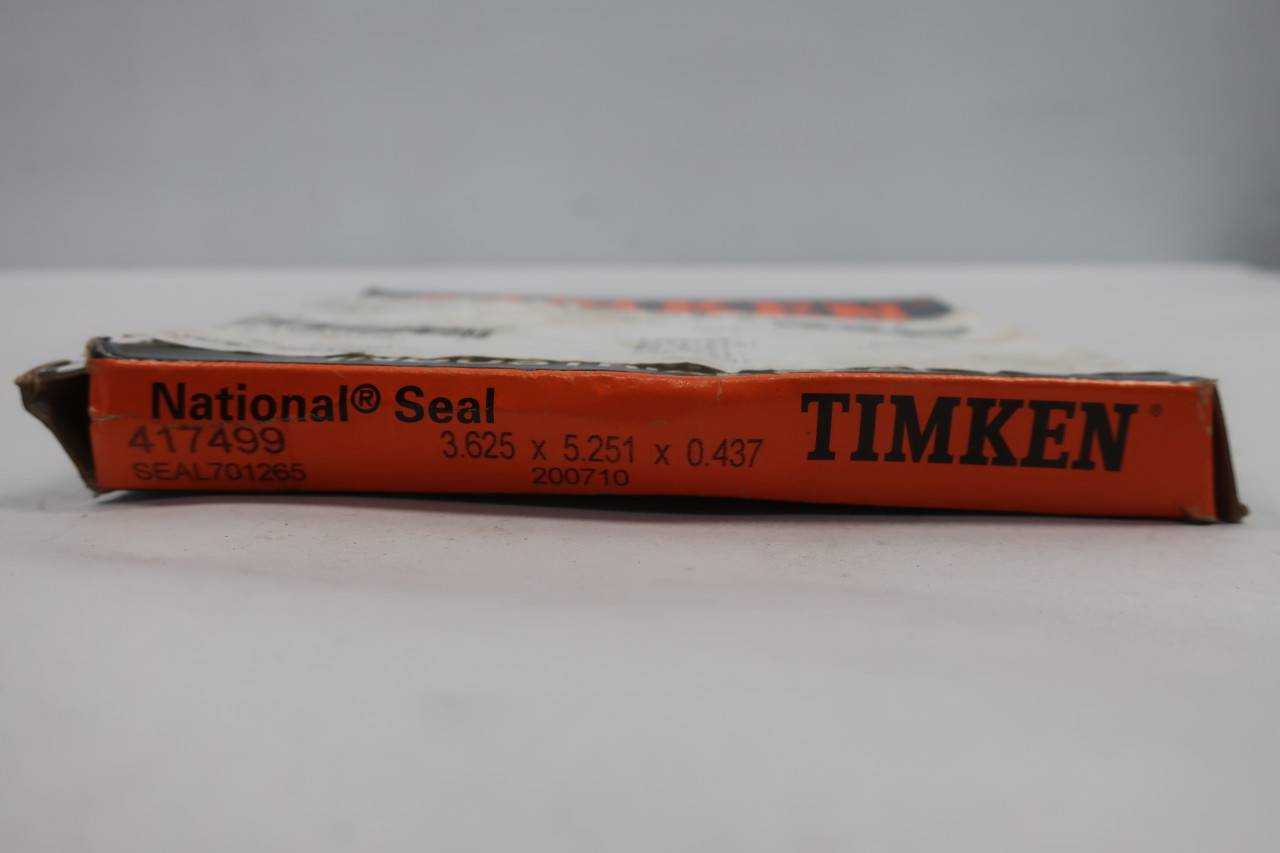 National® Seal
417499
3.625 x 5.251 x 0.437
SEAL701265
200710
TIMKEN